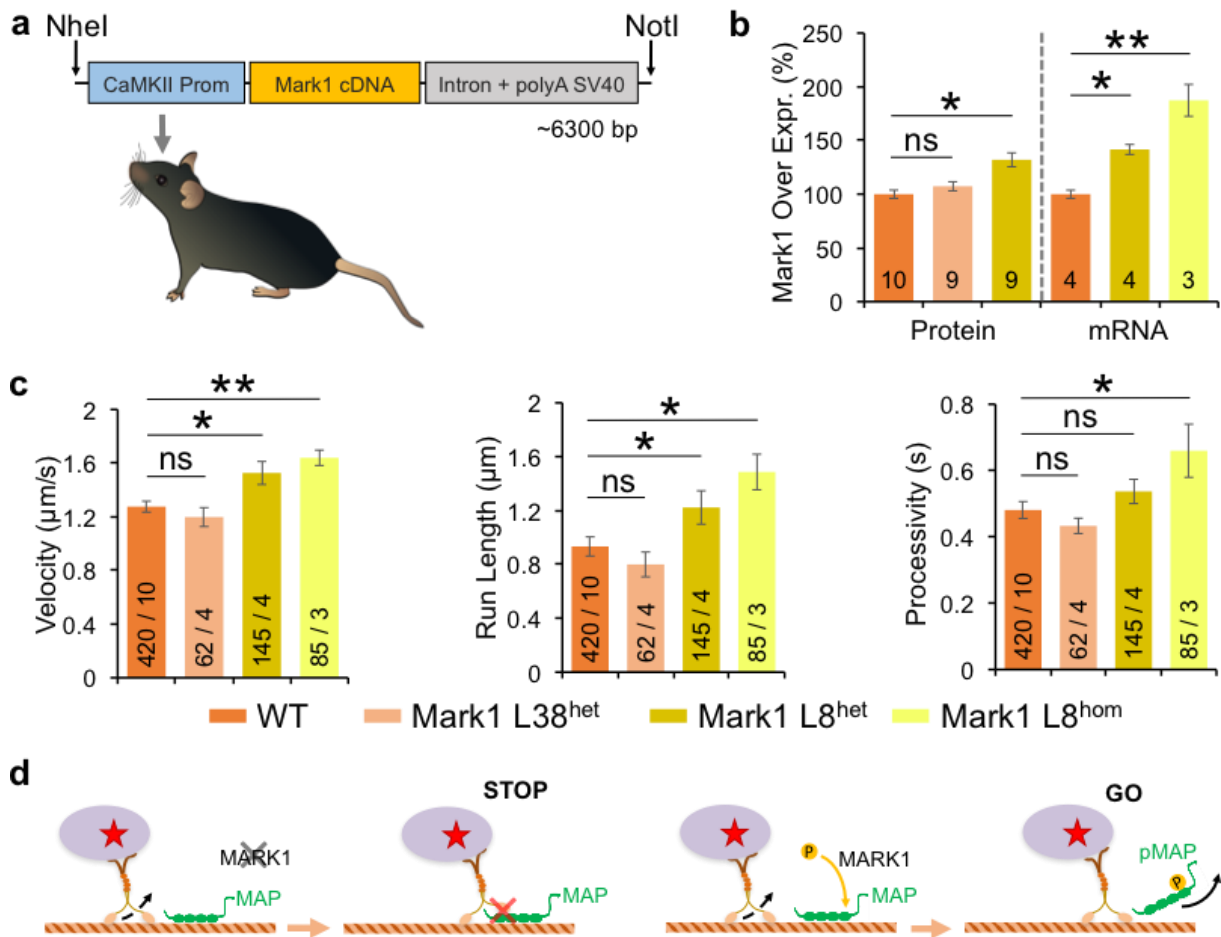 a
NheI
NotI
CaMKII Prom
Mark1 cDNA
Intron + polyA SV40
~6300 bp
b
Mark1 Over Expr. (%)
250
200
150
100
50
0
ns
*
*
**
10
9
9
4
4
3
Protein
mRNA
c
Velocity (µm/s)
2
1.6
1.2
0.8
0.4
0
**
*
ns
420 / 10
62 / 4
145 / 4
85 / 3
Run Length (µm)
2
1.6
1.2
0.8
0.4
0
*
*
ns
420 / 10
62 / 4
145 / 4
85 / 3
Processivity (s)
0.8
0.6
0.4
0.2
0
*
ns
ns
420 / 10
62 / 4
145 / 4
85 / 3
WT
Mark1 L38het
Mark1 L8het
Mark1 L8hom
d
MARK1
MAP
STOP
MAP
P
MARK1
MAP
GO
pMAP
P